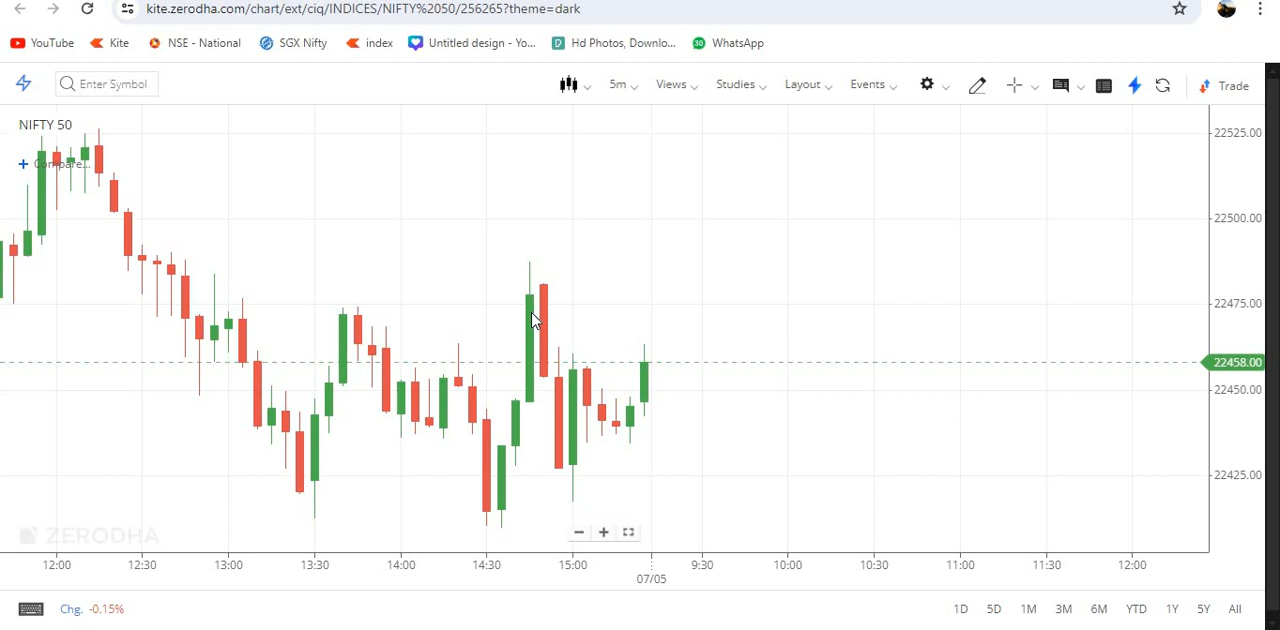 kite.zerodha.com/chart/ext/ciq/INDICES/NIFTY%2050/256265?theme=dark
YouTube Kite NSE - National SGX Nifty index Untitled design - Yo... Hd Photos, Downlo... 30 WhatsApp
Enter Symbol 5m Views Studies Layout Events Trade
NIFTY 50
+ Compare...
22525.00
22500.00
22475.00
22458.00
22450.00
22425.00
ZERODHA
12:00 12:30 13:00 13:30 14:00 14:30 15:00 9:30 10:00 10:30 11:00 11:30 12:00
07/05
Chg. -0.15% 1D 5D 1M 3M 6M YTD 1Y 5Y All